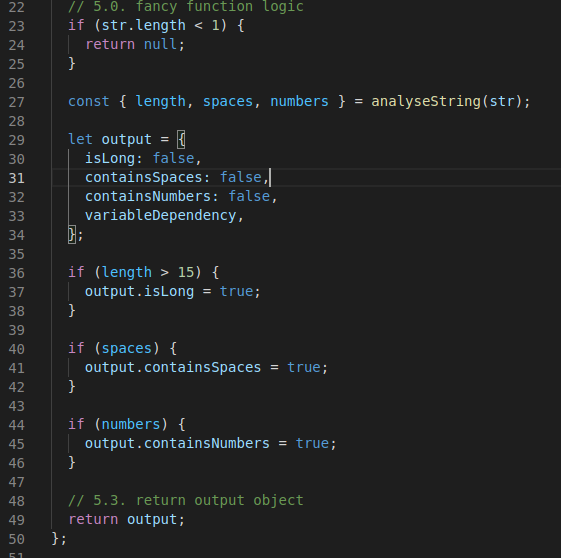 22 // 5.0. fancy function logic
23 if (str.length < 1) {
24 return null;
25 }
26
27 const { length, spaces, numbers } = analyseString(str);
28
29 let output = {
30 isLong: false,
31 containsSpaces: false,
32 containsNumbers: false,
33 variableDependency,
34 };
35
36 if (length > 15) {
37 output.isLong = true;
38 }
39
40 if (spaces) {
41 output.containsSpaces = true;
42 }
43
44 if (numbers) {
45 output.containsNumbers = true;
46 }
47
48 // 5.3. return output object
49 return output;
50 };
51